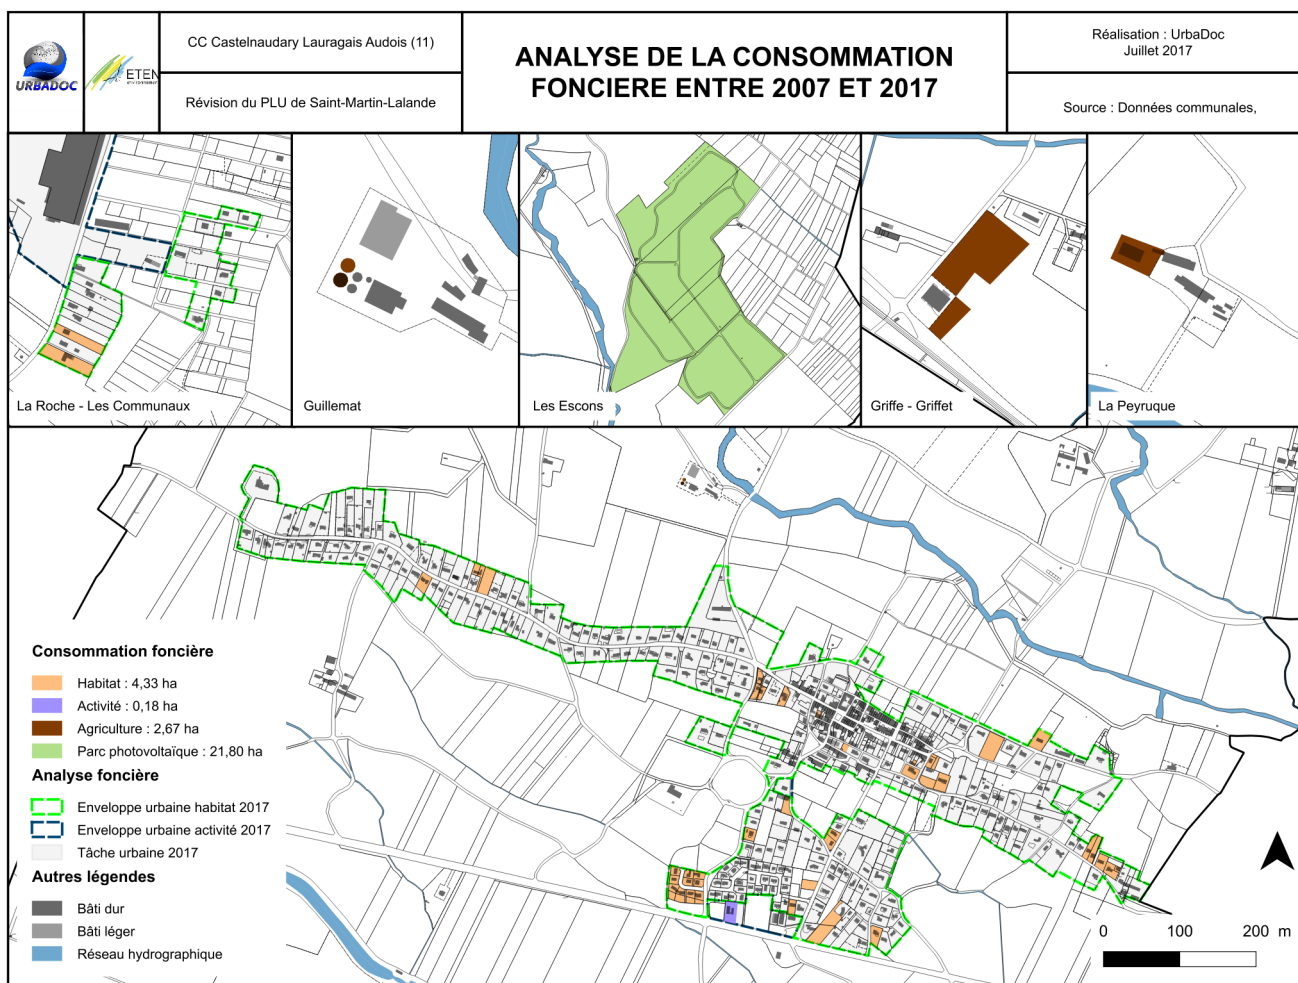 URBADOC
ETEN
CC Castelnaudary Lauragais Audois (11)
Révision du PLU de Saint-Martin-Lalande
ANALYSE DE LA CONSOMMATION
FONCIERE ENTRE 2007 ET 2017
Réalisation : UrbaDoc
Juillet 2017
Source : Données communales,
La Roche - Les Communaux
Guillemat
Les Escons
Griffe - Griffet
La Peyruque
Consommation foncière
Habitat : 4,33 ha
Activité : 0,18 ha
Agriculture : 2,67 ha
Parc photovoltaïque : 21,80 ha
Analyse foncière
Enveloppe urbaine habitat 2017
Enveloppe urbaine activité 2017
Tâche urbaine 2017
Autres légendes
Bâti dur
Bâti léger
Réseau hydrographique
0 100 200 m